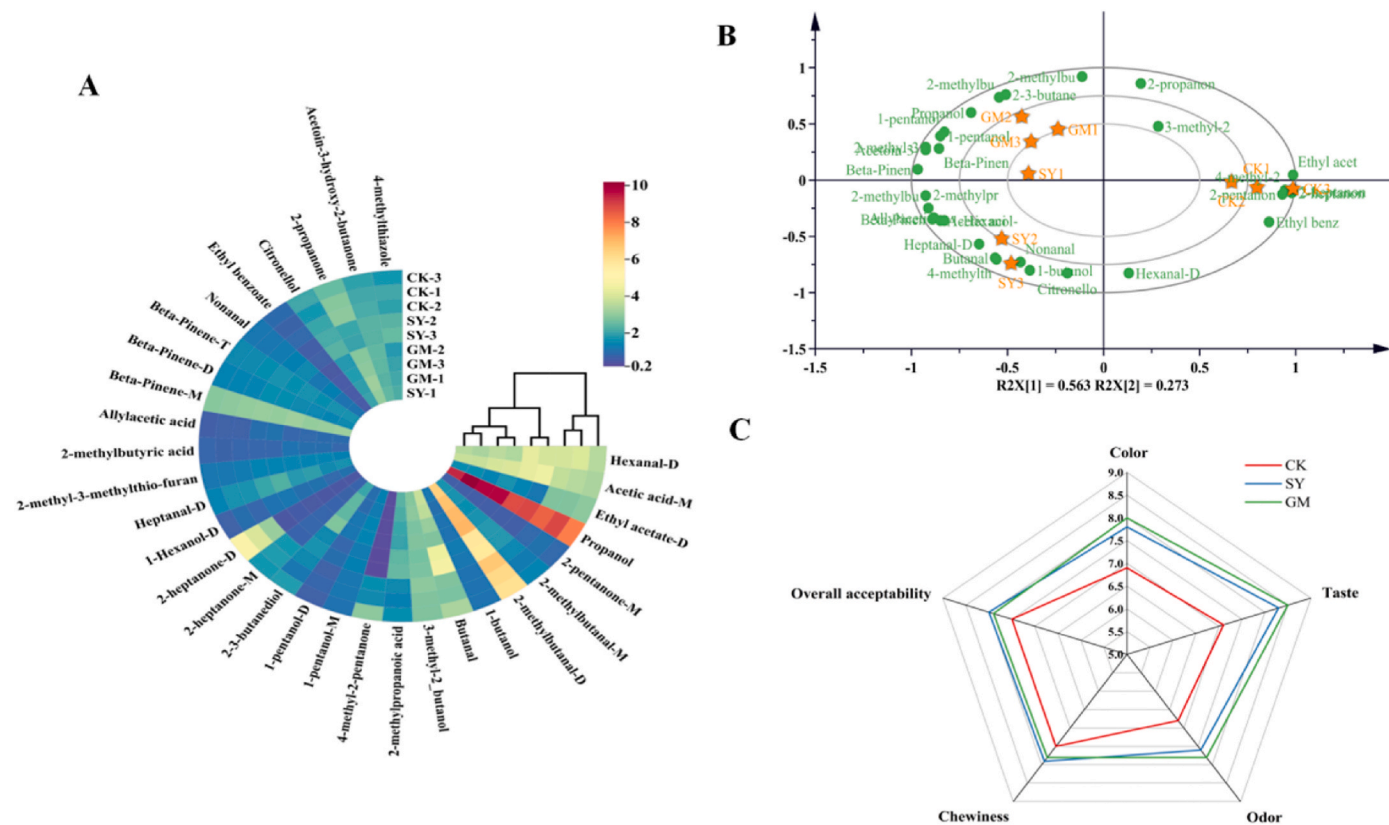 A
Acetoin-3-hydroxy-2-butanone
4-methylthiazole
2-propanone
Citronellol
Ethyl benzoate
Nonanal
Beta-Pinene-T
Beta-Pinene-D
Beta-Pinene-M
Allylacetic acid
2-methylbutyric acid
2-methyl-3-methylthio-furan
Heptanal-D
1-Hexanol-D
2-heptanone-D
2-heptanone-M
2-3-butanediol
1-pentanol-D
1-pentanol-M
4-methyl-2-pentanone
2-methylpropanoic acid
3-methyl-2_butanol
Butanal
1-butanol
2-methylbutanal-D
2-methylbutanal-M
2-pentanone-M
Propanol
Ethyl acetate-D
Acetic acid-M
Hexanal-D
CK-3
CK-1
CK-2
SY-2
SY-3
GM-2
GM-3
GM-1
SY-1
10
8
6
4
2
0.2
B
1
0.5
0
-0.5
-1
-1.5
-1.5
-1
-0.5
0
0.5
1
R2X[1] = 0.563 R2X[2] = 0.273
2-methylbu
2-methylbu
2-3-butane
2-propanon
Propanol
GM2
GM1
3-methyl-2
1-pentanol
1-pentanol
GM3
Beta-Pinen
Beta-Pinen
SY1
Ethyl acet
CK1
4-methyl-2
2-pentanon
CK2
2-heptanon
Ethyl benz
2-methylbu
2-methylpr
Heptanal-D
SY2
Nonanal
Butanal
4-methylth
SY3
1-butanol
Citronello
Hexanal-D
C
Color
9.0
8.5
8.0
7.5
7.0
6.5
6.0
5.5
5.0
CK
SY
GM
Overall acceptability
Taste
Chewiness
Odor